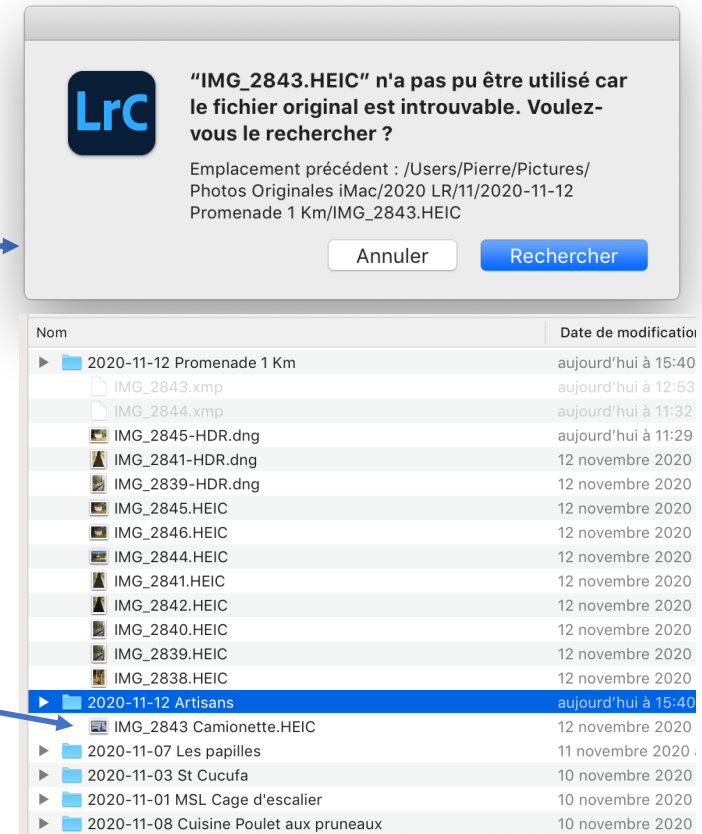 LrC
“IMG_2843.HEIC” n'a pas pu être utilisé car
le fichier original est introuvable. Voulez-
vous le rechercher ?
Emplacement précédent : /Users/Pierre/Pictures/
Photos Originales iMac/2020 LR/11/2020-11-12
Promenade 1 Km/IMG_2843.HEIC
Annuler Rechercher
Nom Date de modification
2020-11-12 Promenade 1 Km aujourd’hui à 15:40
IMG_2843.xmp aujourd’hui à 12:53
IMG_2844.xmp aujourd’hui à 11:32
IMG_2845-HDR.dng aujourd’hui à 11:29
IMG_2841-HDR.dng 12 novembre 2020
IMG_2839-HDR.dng 12 novembre 2020
IMG_2845.HEIC 12 novembre 2020
IMG_2846.HEIC 12 novembre 2020
IMG_2844.HEIC 12 novembre 2020
IMG_2841.HEIC 12 novembre 2020
IMG_2842.HEIC 12 novembre 2020
IMG_2840.HEIC 12 novembre 2020
IMG_2839.HEIC 12 novembre 2020
IMG_2838.HEIC 12 novembre 2020
2020-11-12 Artisans aujourd’hui à 15:40
IMG_2843 Camionette.HEIC 12 novembre 2020
2020-11-07 Les papilles 11 novembre 2020
2020-11-03 St Cucufa 10 novembre 2020
2020-11-01 MSL Cage d'escalier 10 novembre 2020
2020-11-08 Cuisine Poulet aux pruneaux 10 novembre 2020